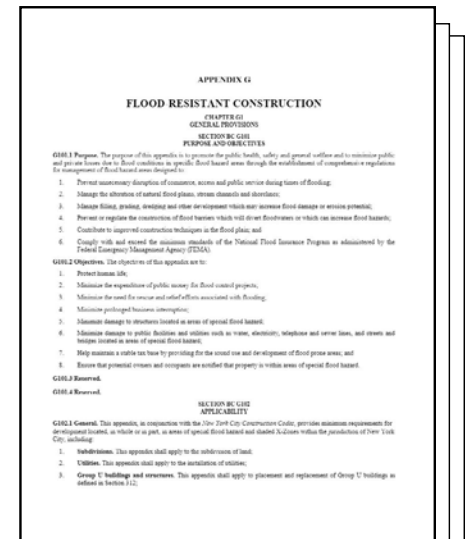 APPENDIX G
FLOOD RESISTANT CONSTRUCTION
CHAPTER G1
GENERAL PROVISIONS
SECTION BC G101
PURPOSE AND OBJECTIVES
G101.1 Purpose. The purpose of this appendix is to promote the public health, safety and general welfare and to minimize public
and private losses due to flood conditions in specific flood hazard areas through the establishment of comprehensive regulations
for management of flood hazard areas designed to:
1. Prevent unnecessary disruption of commerce, access and public service during times of flooding;
2. Manage the alteration of natural flood plains, stream channels and shorelines;
3. Manage filling, grading, dredging and other development which may increase flood damage or erosion potential;
4. Prevent or regulate the construction of flood barriers which will divert floodwaters or which can increase flood hazards;
5. Contribute to improved construction techniques in the flood plain; and
6. Comply with and exceed the minimum standards of the National Flood Insurance Program as administered by the
Federal Emergency Management Agency (FEMA).
G101.2 Objectives. The objectives of this appendix are to:
1. Protect human life;
2. Minimize the expenditure of public money for flood control projects;
3. Minimize the need for rescue and relief efforts associated with flooding;
4. Minimize prolonged business interruption;
5. Minimize damage to structures located in areas of special flood hazard;
6. Minimize damage to public facilities and utilities such as water, electricity, telephone and sewer lines, and streets and
bridges located in areas of special flood hazard;
7. Help maintain a stable tax base by providing for the sound use and development of flood prone areas; and
8. Ensure that potential owners and occupants are notified that property is within areas of special flood hazard.
G101.3 Reserved.
G101.4 Reserved.
SECTION BC G102
APPLICABILITY
G102.1 General. This appendix, in conjunction with the New York City Construction Codes, provides minimum requirements for
development located, in whole or in part, in areas of special flood hazard and shaded X-Zones within the jurisdiction of New York
City, including:
1. Subdivisions. This appendix shall apply to the subdivision of land;
2. Utilities. This appendix shall apply to the installation of utilities;
3. Group U buildings and structures. This appendix shall apply to placement and replacement of Group U buildings as
defined in Section 312;